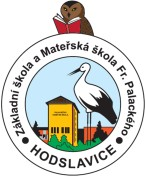 Základní škola a Mateřská škola Fr. Palackého
• HODSLAVICE •